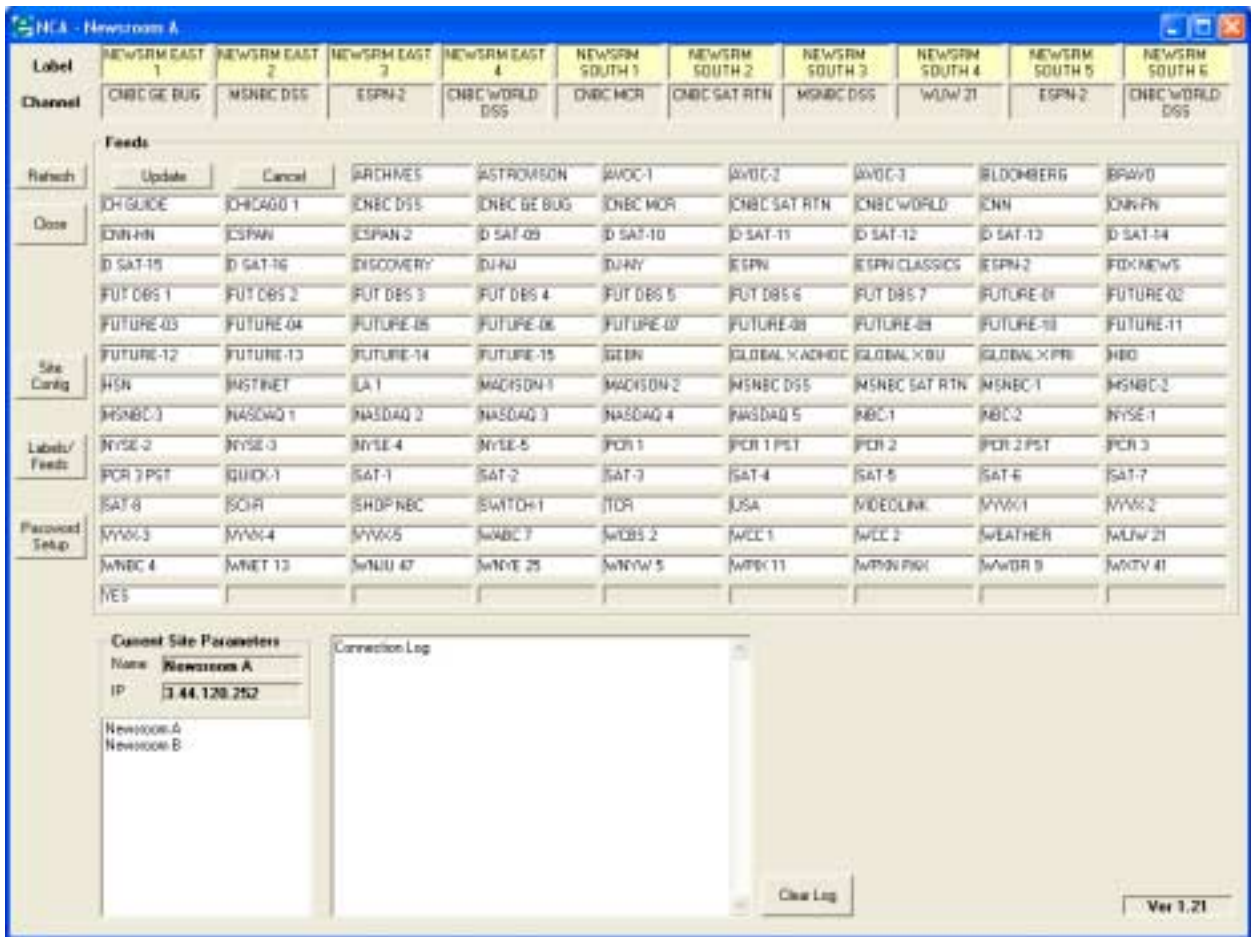 NCA - Newsroom A
Label
NEWSRM EAST 1
NEWSRM EAST 2
NEWSRM EAST 3
NEWSRM EAST 4
NEWSRM SOUTH 1
NEWSRM SOUTH 2
NEWSRM SOUTH 3
NEWSRM SOUTH 4
NEWSRM SOUTH 5
NEWSRM SOUTH 6
Channel
CNBC GE BUG
MSNBC DSS
ESPN-2
CNBC WORLD DSS
CNBC MCR
CNBC SAT RTN
MSNBC DSS
WLIW 21
ESPN-2
CNBC WORLD DSS
Feeds
Refresh Update Cancel ARCHIVES ASTROVISON AVOC-1 AVOC-2 AVOC-3 BLOOMBERG BRAVO
CH GUIDE CHICAGO 1 CNBC DSS CNBC GE BUG CNBC MCR CNBC SAT RTN CNBC WORLD CNN CNN-FN
Close
CNN-HN CSPAN CSPAN-2 D SAT-09 D SAT-10 D SAT-11 D SAT-12 D SAT-13 D SAT-14
D SAT-15 D SAT-16 DISCOVERY DJ-NJ DJ-NY ESPN ESPN CLASSICS ESPN-2 FOX NEWS
FUT DBS 1 FUT DBS 2 FUT DBS 3 FUT DBS 4 FUT DBS 5 FUT DBS 6 FUT DBS 7 FUTURE-01 FUTURE-02
FUTURE-03 FUTURE-04 FUTURE-05 FUTURE-06 FUTURE-07 FUTURE-08 FUTURE-09 FUTURE-10 FUTURE-11
FUTURE-12 FUTURE-13 FUTURE-14 FUTURE-15 GEBN GLOBAL X ADHOC GLOBAL X BU GLOBAL X PRI HBO
Site Config
HSN INSTINET LA 1 MADISON-1 MADISON-2 MSNBC DSS MSNBC SAT RTN MSNBC-1 MSNBC-2
MSNBC-3 NASDAQ 1 NASDAQ 2 NASDAQ 3 NASDAQ 4 NASDAQ 5 NBC-1 NBC-2 NYSE-1
Labels/ Feeds
NYSE-2 NYSE-3 NYSE-4 NYSE-5 PCR 1 PCR 1 PST PCR 2 PCR 2 PST PCR 3
PCR 3 PST QUICK-1 SAT-1 SAT-2 SAT-3 SAT-4 SAT-5 SAT-6 SAT-7
SAT-8 SCI-FI SHOP NBC SWITCH-1 TCR USA VIDEOLINK VYVX-1 VYVX-2
Password Setup
VYVX-3 VYVX-4 VYVX-5 WABC 7 WCBS 2 WCC 1 WCC 2 WEATHER WLIW 21
WNBC 4 WNET 13 WNJU 47 WNYE 25 WNYW 5 WPIX 11 WPXN PAX WWOR 9 WXTV 41
YES
Current Site Parameters
Name Newsroom A
IP 3.44.120.252
Newsroom A
Newsroom B
Connection Log
Clear Log
Ver 1.21